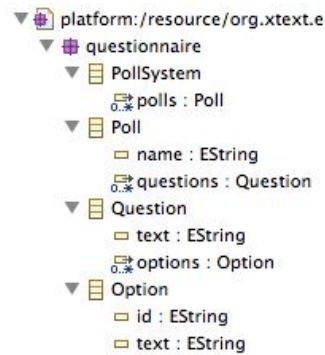 platform:/resource/org.xtext.e
questionnaire
PollSystem
0..* polls : Poll
Poll
name : EString
0..* questions : Question
Question
text : EString
0..* options : Option
Option
id : EString
text : EString